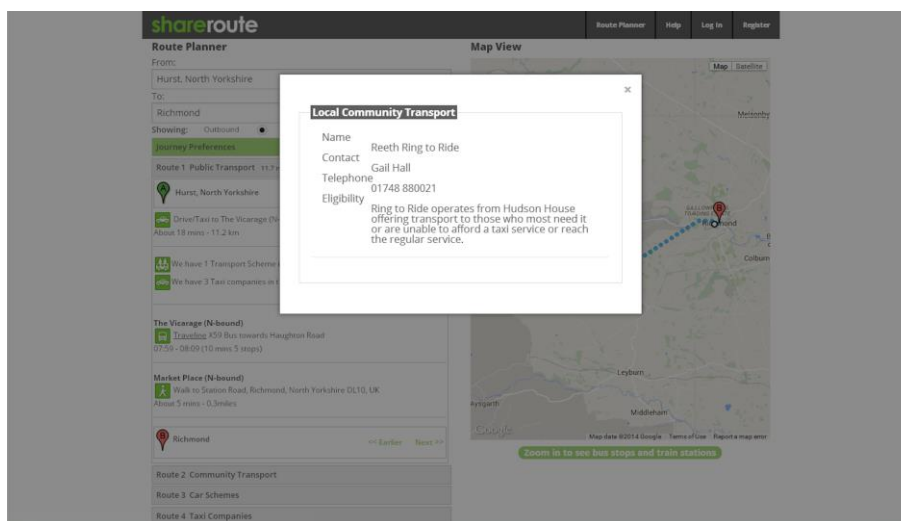 shareroute
Route Planner Help Log In Register
Route Planner
From:
Hurst, North Yorkshire
To:
Richmond
Showing: Outbound
Journey Preferences
Route 1 Public Transport
Hurst, North Yorkshire
Drive/Taxi to The Vicarage
About 18 mins - 11.2 km
We have 1 Transport Scheme
We have 3 Taxi companies in
The Vicarage (N-bound)
Traveline X59 Bus towards Haughton Road
07:59 - 08:09 (10 mins 5 stops)
Market Place (N-bound)
Walk to Station Road, Richmond, North Yorkshire DL10, UK
About 5 mins - 0.3miles
Richmond
<< Earlier Next >>
Route 2 Community Transport
Route 3 Car Schemes
Route 4 Taxi Companies
Local Community Transport
Name
Reeth Ring to Ride
Contact
Gail Hall
Telephone
01748 880021
Eligibility
Ring to Ride operates from Hudson House
offering transport to those who most need it
or are unable to afford a taxi service or reach
the regular service.
Map View
Map Satellite
Melsonby
B
Colburn
Leyburn
Middleham
Google
Map data ©2014 Google Terms of Use Report a map error
Zoom in to see bus stops and train stations